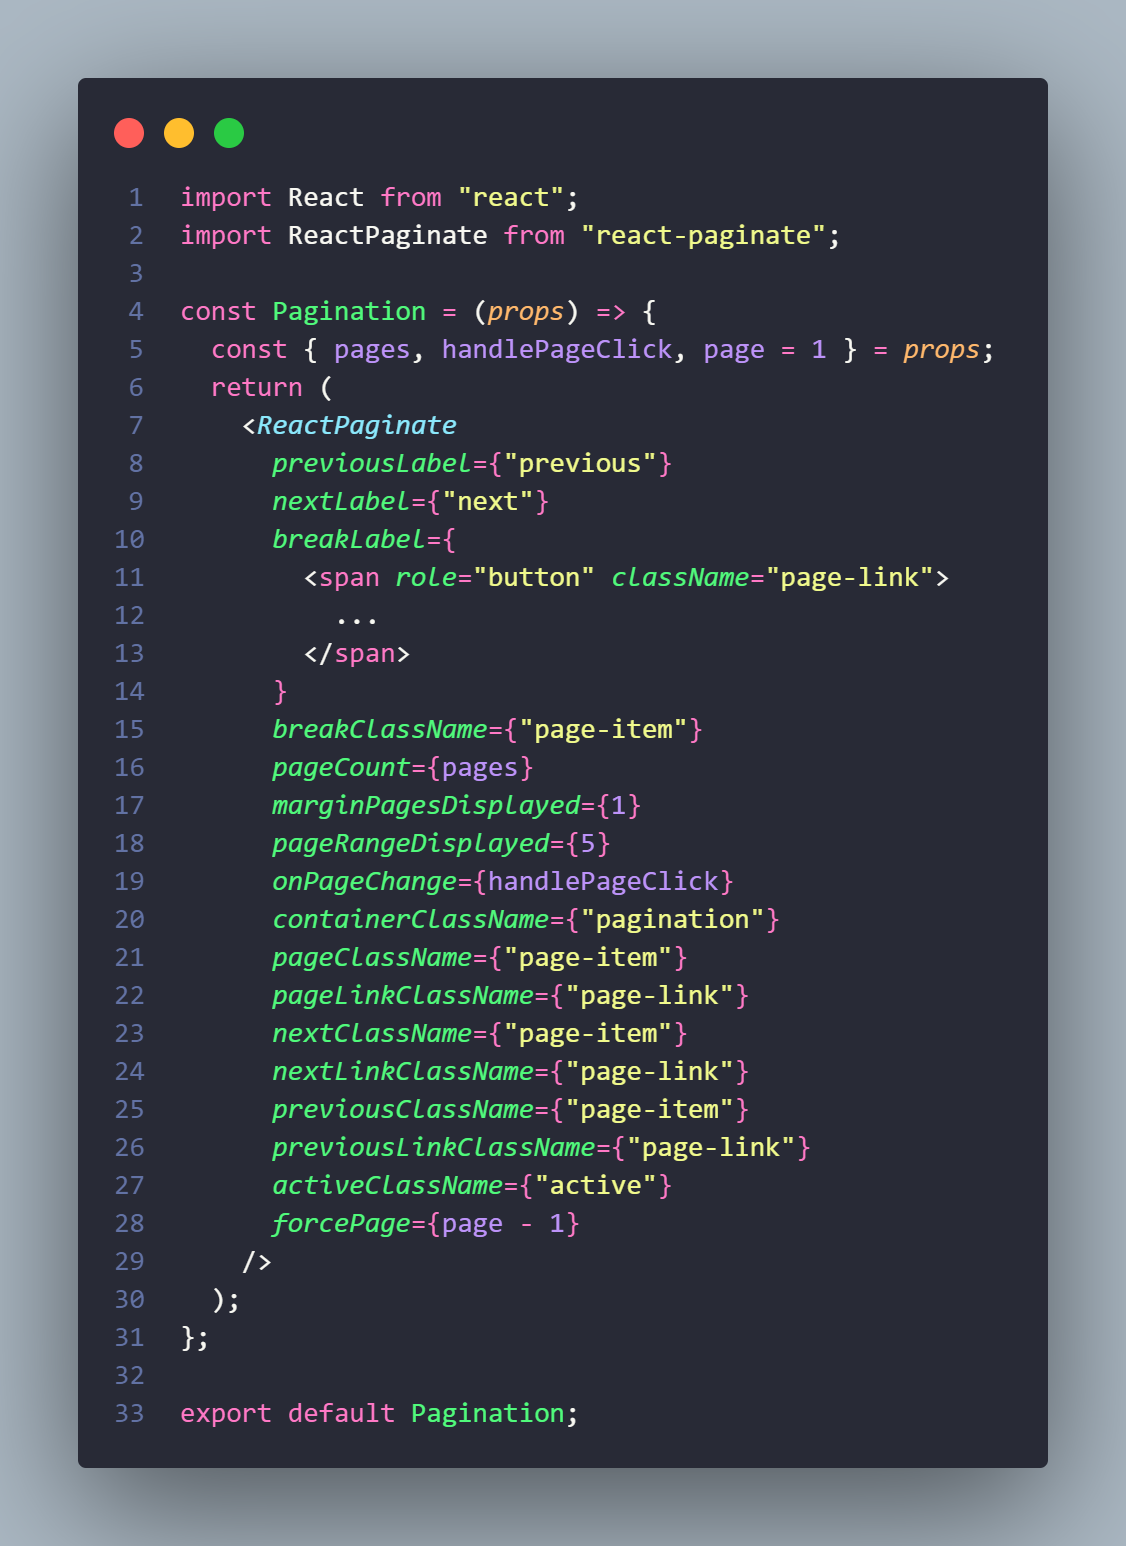 1 import React from "react";
2 import ReactPaginate from "react-paginate";
3
4 const Pagination = (props) => {
5   const { pages, handlePageClick, page = 1 } = props;
6   return (
7     <ReactPaginate
8       previousLabel={"previous"}
9       nextLabel={"next"}
10       breakLabel={
11         <span role="button" className="page-link">
12           ...
13         </span>
14       }
15       breakClassName={"page-item"}
16       pageCount={pages}
17       marginPagesDisplayed={1}
18       pageRangeDisplayed={5}
19       onPageChange={handlePageClick}
20       containerClassName={"pagination"}
21       pageClassName={"page-item"}
22       pageLinkClassName={"page-link"}
23       nextClassName={"page-item"}
24       nextLinkClassName={"page-link"}
25       previousClassName={"page-item"}
26       previousLinkClassName={"page-link"}
27       activeClassName={"active"}
28       forcePage={page - 1}
29     />
30   );
31 };
32
33 export default Pagination;